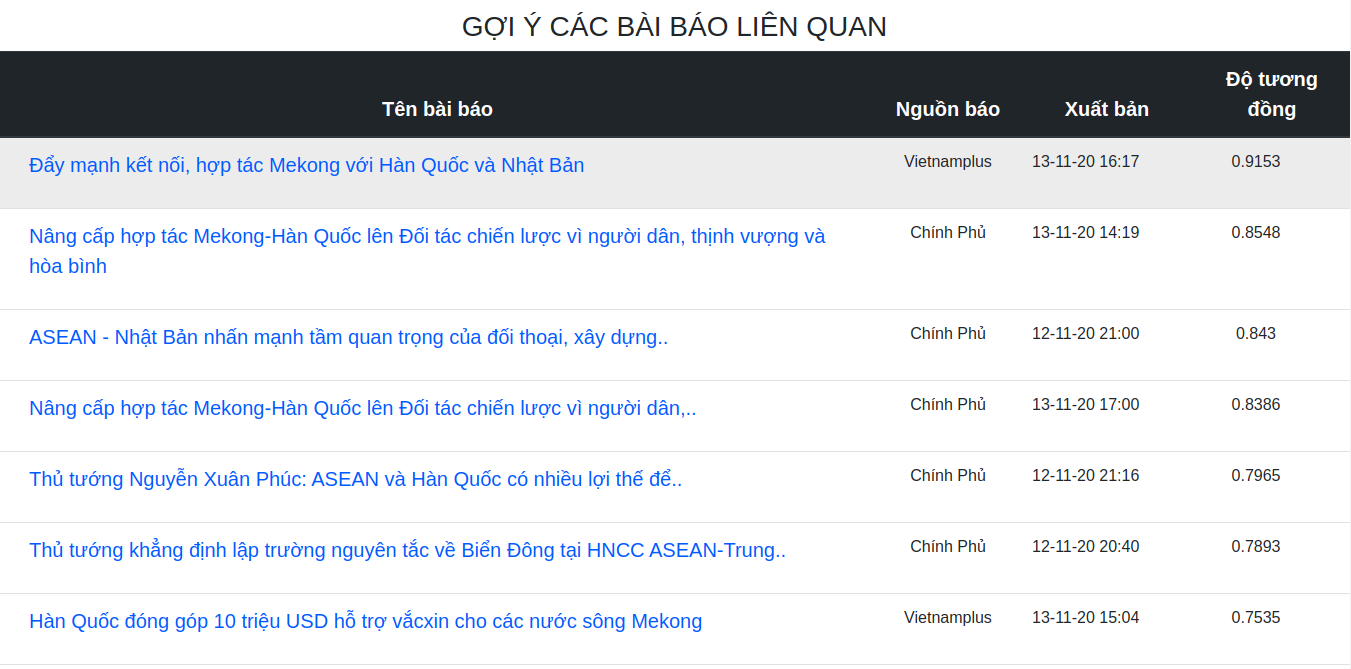 GỢI Ý CÁC BÀI BÁO LIÊN QUAN
Tên bài báo Nguồn báo Xuất bản Độ tương
đồng
Đẩy mạnh kết nối, hợp tác Mekong với Hàn Quốc và Nhật Bản Vietnamplus 13-11-20 16:17 0.9153
Nâng cấp hợp tác Mekong-Hàn Quốc lên Đối tác chiến lược vì người dân, thịnh vượng và Chính Phủ 13-11-20 14:19 0.8548
hòa bình
ASEAN - Nhật Bản nhấn mạnh tầm quan trọng của đối thoại, xây dựng.. Chính Phủ 12-11-20 21:00 0.843
Nâng cấp hợp tác Mekong-Hàn Quốc lên Đối tác chiến lược vì người dân,.. Chính Phủ 13-11-20 17:00 0.8386
Thủ tướng Nguyễn Xuân Phúc: ASEAN và Hàn Quốc có nhiều lợi thế để.. Chính Phủ 12-11-20 21:16 0.7965
Thủ tướng khẳng định lập trường nguyên tắc về Biển Đông tại HNCC ASEAN-Trung.. Chính Phủ 12-11-20 20:40 0.7893
Hàn Quốc đóng góp 10 triệu USD hỗ trợ vắcxin cho các nước sông Mekong Vietnamplus 13-11-20 15:04 0.7535